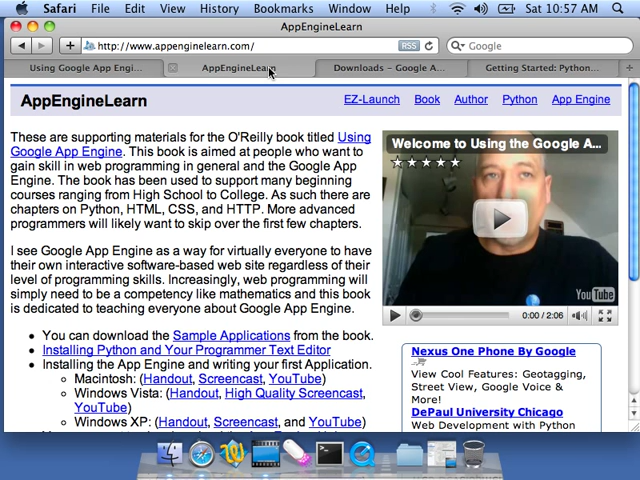 Safari File Edit View History Bookmarks Window Help Sat 10:57 AM
AppEngineLearn
http://www.appenginelearn.com/ RSS Google
Using Google App Engi... AppEngineLearn Downloads – Google A... Getting Started: Python...
AppEngineLearn EZ-Launch Book Author Python App Engine
These are supporting materials for the O'Reilly book titled Using
Google App Engine. This book is aimed at people who want to
gain skill in web programming in general and the Google App
Engine. The book has been used to support many beginning
courses ranging from High School to College. As such there are
chapters on Python, HTML, CSS, and HTTP. More advanced
programmers will likely want to skip over the first few chapters.
I see Google App Engine as a way for virtually everyone to have
their own interactive software-based web site regardless of their
level of programming skills. Increasingly, web programming will
simply need to be a competency like mathematics and this book
is dedicated to teaching everyone about Google App Engine.
You can download the Sample Applications from the book.
Installing Python and Your Programmer Text Editor
Installing the App Engine and writing your first Application.
Macintosh: (Handout, Screencast, YouTube)
Windows Vista: (Handout, High Quality Screencast,
YouTube)
Windows XP: (Handout, Screencast, and YouTube)
Welcome to Using the Google A...
YouTube
0:00 / 2:06
Nexus One Phone By Google
View Cool Features: Geotagging,
Street View, Google Voice &
More!
DePaul University Chicago
Web Development with Python